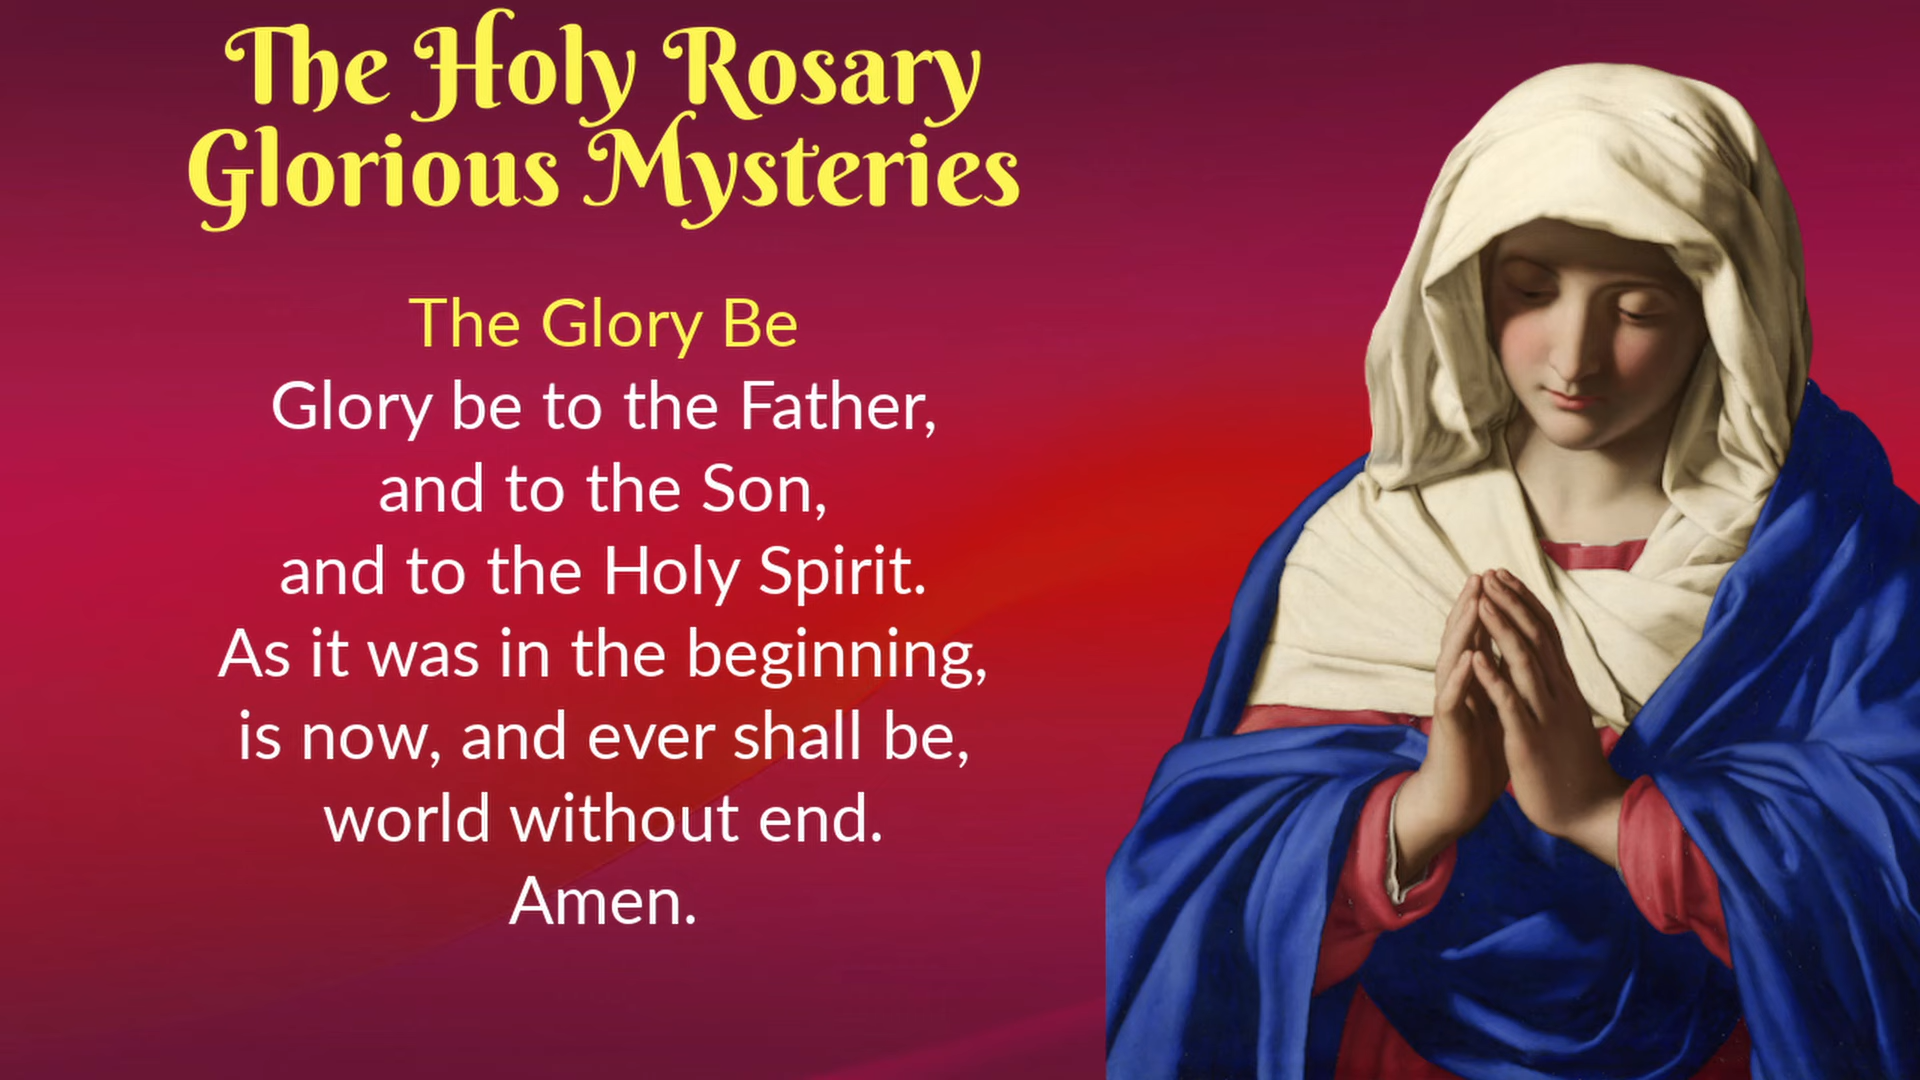 The Holy Rosary
Glorious Mysteries
The Glory Be
Glory be to the Father,
and to the Son,
and to the Holy Spirit.
As it was in the beginning,
is now, and ever shall be,
world without end.
Amen.